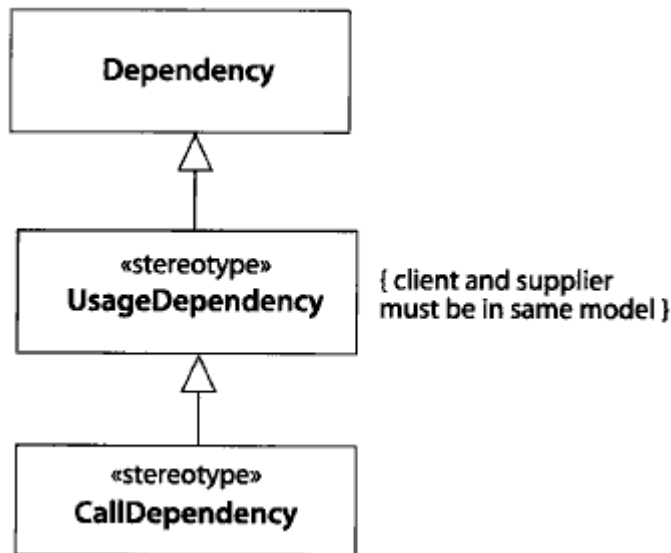 Dependency
«stereotype»
UsageDependency
{ client and supplier
must be in same model }
«stereotype»
CallDependency